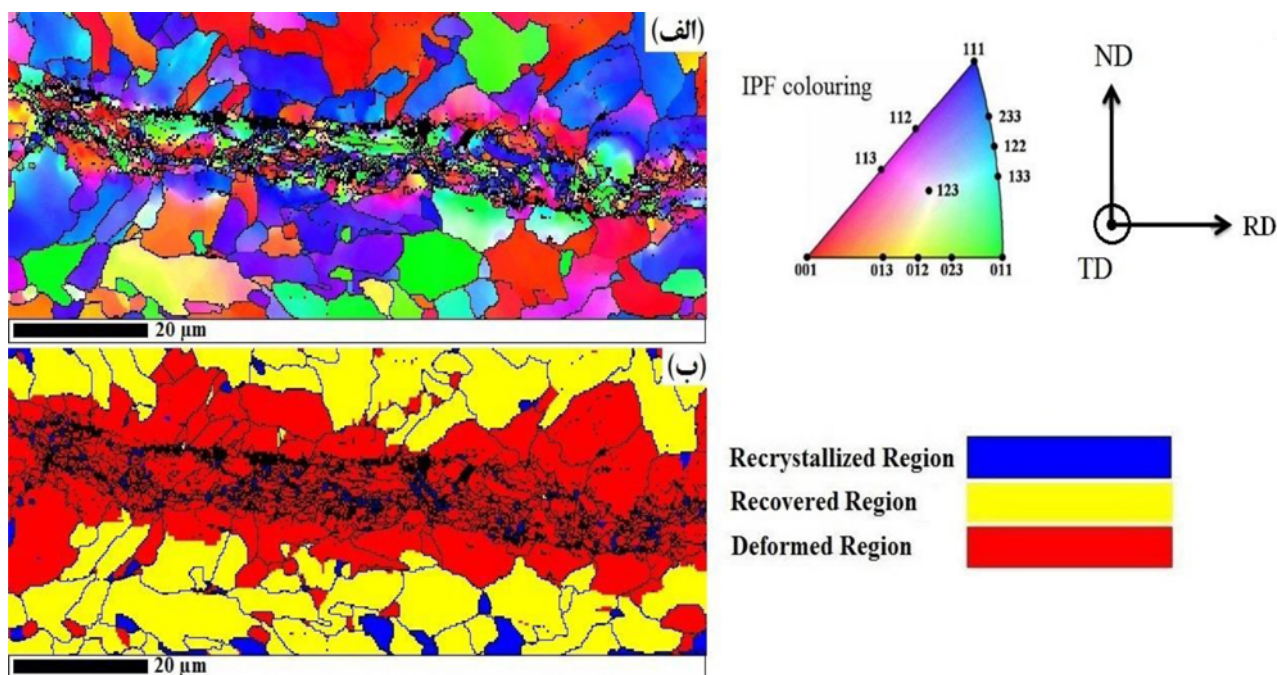 (الف)
20 µm
IPF colouring
111
233
122
133
112
113
123
001
013
012
023
011
ND
RD
TD
(ب)
20 µm
Recrystallized Region
Recovered Region
Deformed Region